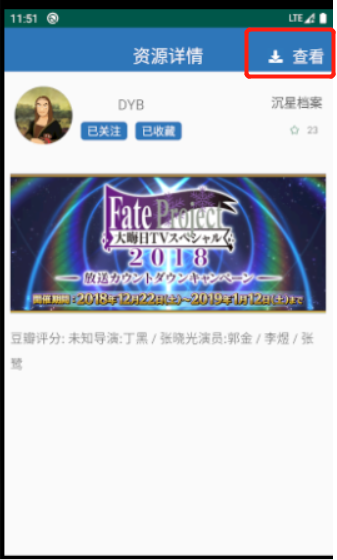 11:51 LTE
资源详情 查看
DYB 沉星档案
已关注 已收藏 23
Fate Project
大晦日TVスペシャル
2018
放送カウントダウンキャンペーン
開催期間:2018年12月22日(土)~2019年1月12日(土)まで
豆瓣评分: 未知导演:丁黑 / 张晓光演员:郭金 / 李煜 / 张
鹭